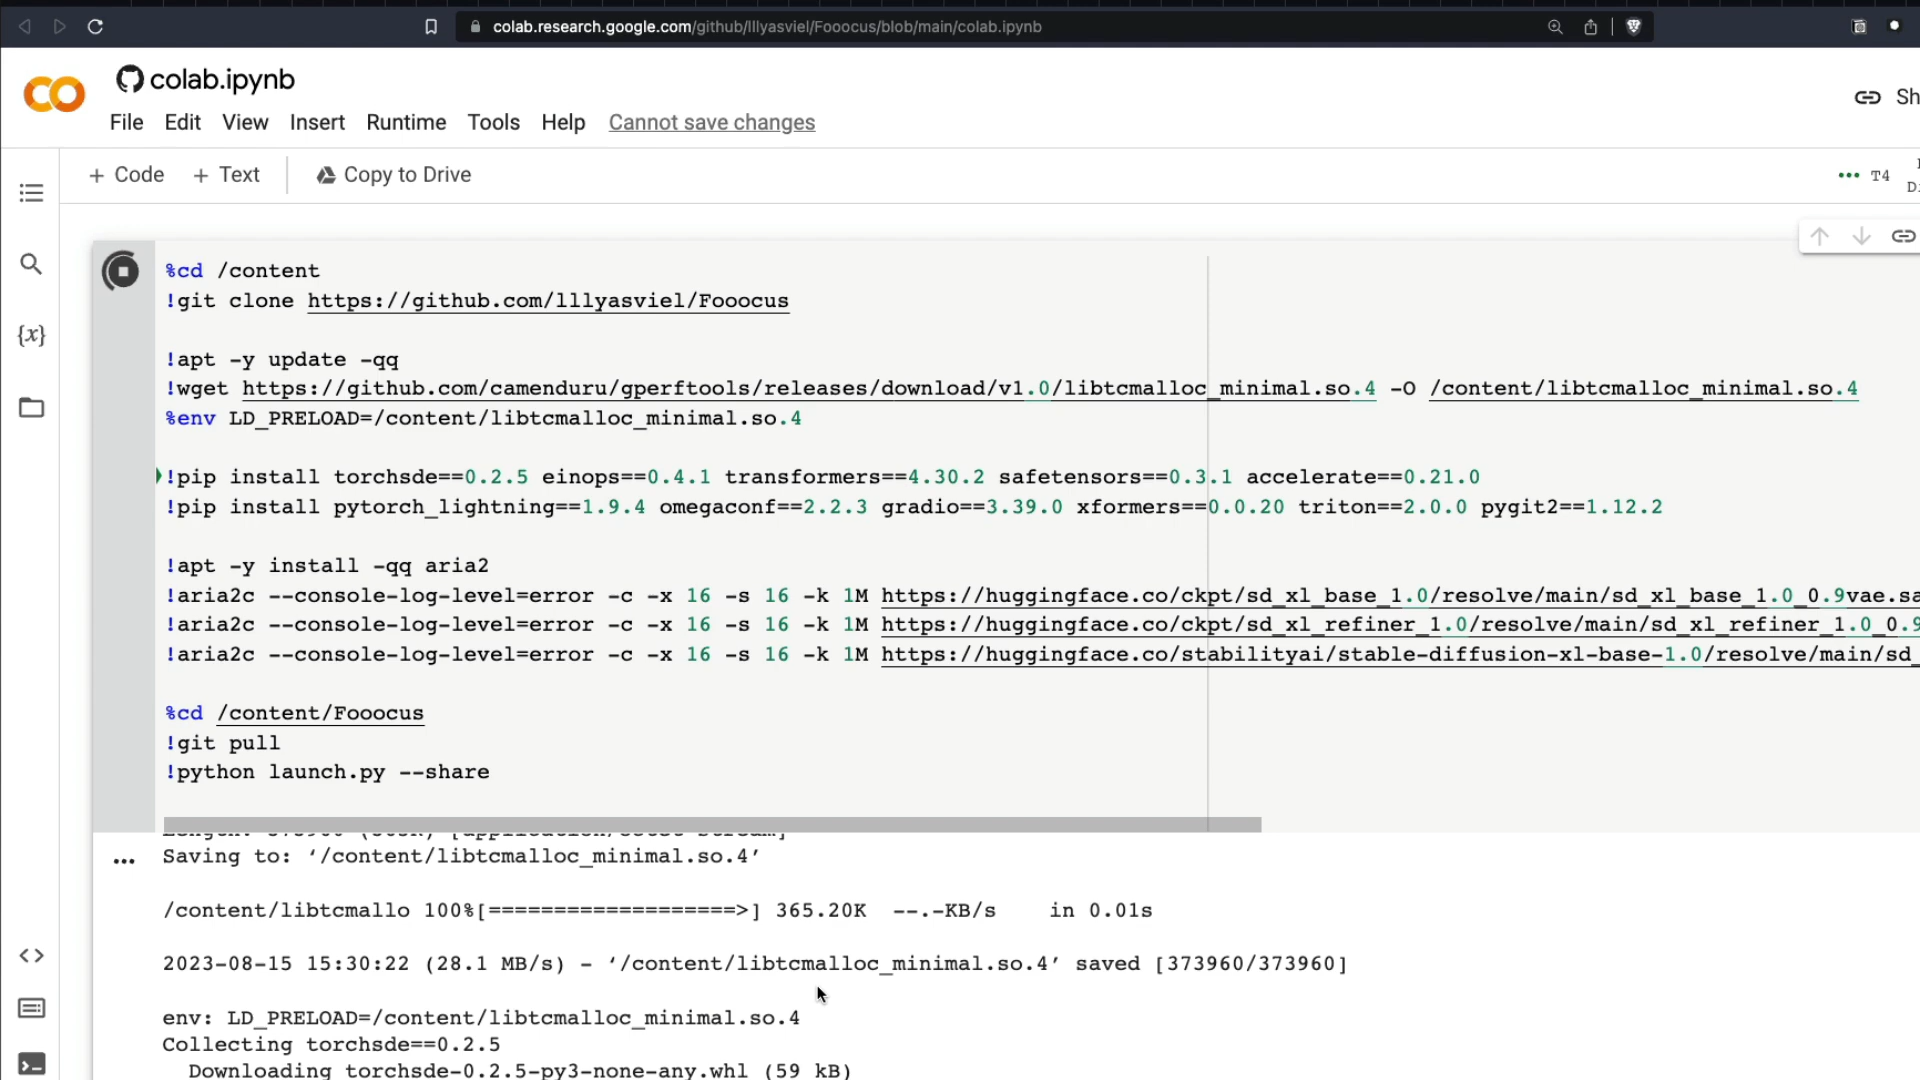 colab.research.google.com/github/lllyasviel/Fooocus/blob/main/colab.ipynb
colab.ipynb
Sh
File Edit View Insert Runtime Tools Help Cannot save changes
+ Code + Text Copy to Drive
T4
%cd /content
!git clone https://github.com/lllyasviel/Fooocus
!apt -y update -qq
!wget https://github.com/camenduru/gperftools/releases/download/v1.0/libtcmalloc_minimal.so.4 -O /content/libtcmalloc_minimal.so.4
%env LD_PRELOAD=/content/libtcmalloc_minimal.so.4
!pip install torchsde==0.2.5 einops==0.4.1 transformers==4.30.2 safetensors==0.3.1 accelerate==0.21.0
!pip install pytorch_lightning==1.9.4 omegaconf==2.2.3 gradio==3.39.0 xformers==0.0.20 triton==2.0.0 pygit2==1.12.2
!apt -y install -qq aria2
!aria2c --console-log-level=error -c -x 16 -s 16 -k 1M https://huggingface.co/ckpt/sd_xl_base_1.0/resolve/main/sd_xl_base_1.0_0.9vae.sa
!aria2c --console-log-level=error -c -x 16 -s 16 -k 1M https://huggingface.co/ckpt/sd_xl_refiner_1.0/resolve/main/sd_xl_refiner_1.0_0.9
!aria2c --console-log-level=error -c -x 16 -s 16 -k 1M https://huggingface.co/stabilityai/stable-diffusion-xl-base-1.0/resolve/main/sd_
%cd /content/Fooocus
!git pull
!python launch.py --share
Saving to: ‘/content/libtcmalloc_minimal.so.4’
/content/libtcmallo 100%[===================>] 365.20K --.-KB/s in 0.01s
2023-08-15 15:30:22 (28.1 MB/s) - ‘/content/libtcmalloc_minimal.so.4’ saved [373960/373960]
env: LD_PRELOAD=/content/libtcmalloc_minimal.so.4
Collecting torchsde==0.2.5
Downloading torchsde-0.2.5-py3-none-any.whl (59 kB)